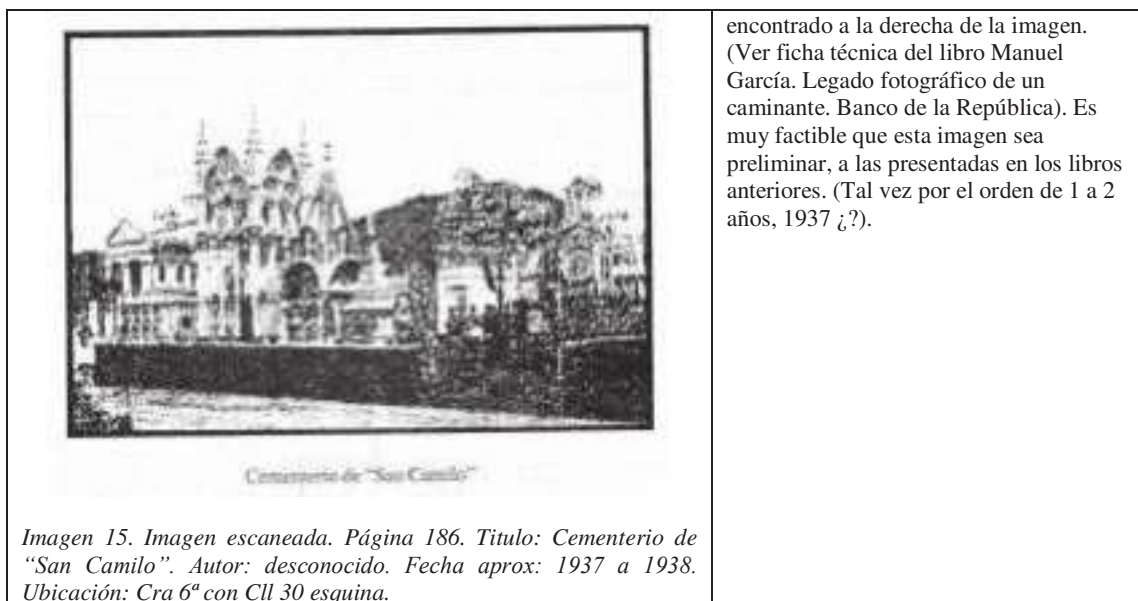 Cementerio de "San Camilo"
Imagen 15. Imagen escaneada. Página 186. Titulo: Cementerio de
“San Camilo”. Autor: desconocido. Fecha aprox: 1937 a 1938.
Ubicación: Cra 6ª con Cll 30 esquina.
encontrado a la derecha de la imagen.
(Ver ficha técnica del libro Manuel
García. Legado fotográfico de un
caminante. Banco de la República). Es
muy factible que esta imagen sea
preliminar, a las presentadas en los libros
anteriores. (Tal vez por el orden de 1 a 2
años, 1937 ¿?).